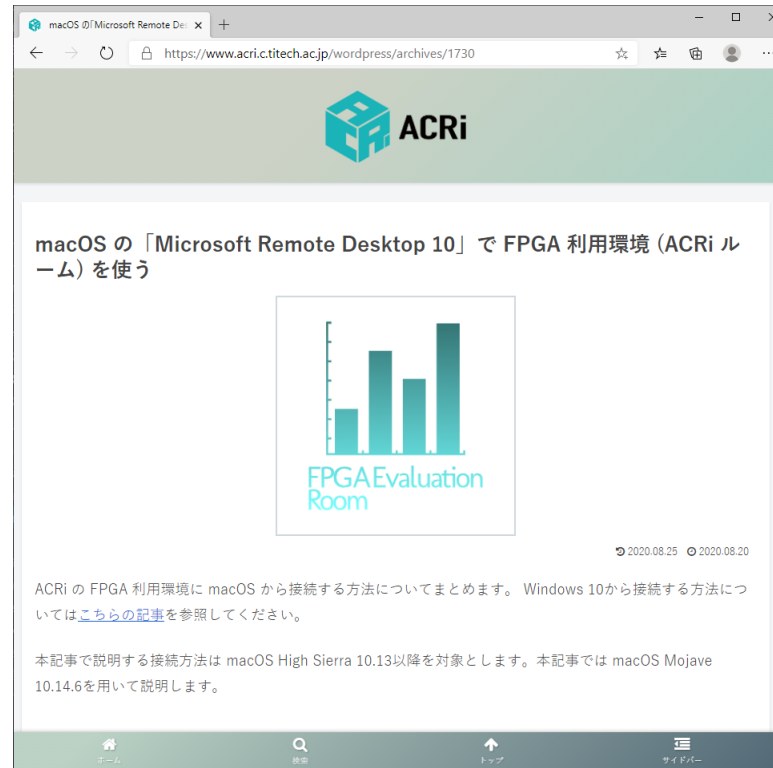 macOS の「Microsoft Remote Des
https://www.acri.c.titech.ac.jp/wordpress/archives/1730
ACRi
macOS の「Microsoft Remote Desktop 10」で FPGA 利用環境 (ACRi ル
ーム) を使う
FPGA Evaluation
Room
2020.08.25 2020.08.20
ACRi の FPGA 利用環境に macOS から接続する方法についてまとめます。 Windows 10から接続する方法につ
いてはこちらの記事を参照してください。
本記事で説明する接続方法は macOS High Sierra 10.13以降を対象とします。本記事では macOS Mojave
10.14.6を用いて説明します。
ホーム 検索 トップ サイドバー